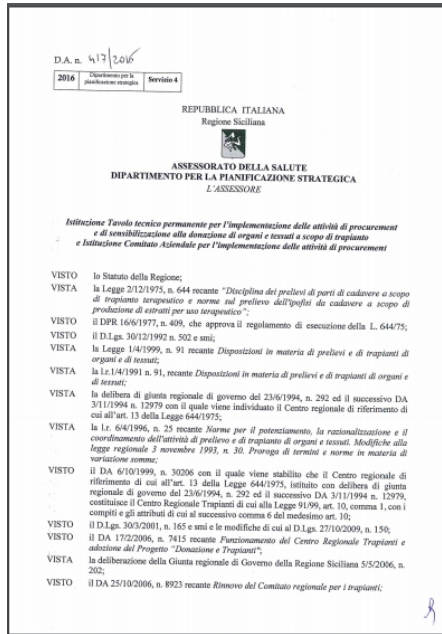 D.A. n. 417/2016
2016 Dipartimento per la pianificazione strategica Servizio 4
REPUBBLICA ITALIANA
Regione Siciliana
ASSESSORATO DELLA SALUTE
DIPARTIMENTO PER LA PIANIFICAZIONE STRATEGICA
L'ASSESSORE
Istituzione Tavolo tecnico permanente per l'implementazione delle attività di procurement
e di sensibilizzazione alla donazione di organi e tessuti a scopo di trapianto
e Istituzione Comitato Aziendale per l'implementazione delle attività di procurement
VISTO lo Statuto della Regione;
VISTA la Legge 2/12/1975, n. 644 recante "Disciplina dei prelievi di parti di cadavere a scopo
di trapianto terapeutico e norme sul prelievo dell'ipofisi da cadavere a scopo di
produzione di estratti per uso terapeutico";
VISTO il DPR 16/6/1977, n. 409, che approva il regolamento di esecuzione della L. 644/75;
VISTO il D.Lgs. 30/12/1992 n. 502 e smi;
VISTA la Legge 1/4/1999, n. 91 recante Disposizioni in materia di prelievi e di trapianti di
organi e di tessuti;
VISTA la l.r.1/4/1991 n. 91, recante Disposizioni in materia di prelievi e di trapianti di organi e
di tessuti;
VISTA la delibera di giunta regionale di governo del 23/6/1994, n. 292 ed il successivo DA
3/11/1994 n. 12979 con il quale viene individuato il Centro regionale di riferimento di
cui all'art. 13 della Legge 644/1975;
VISTA la l.r. 6/4/1996, n. 25 recante Norme per il potenziamento, la razionalizzazione e il
coordinamento dell'attività di prelievo e di trapianto di organi e tessuti. Modifiche alla
legge regionale 3 novembre 1993, n. 30. Proroga di termini e norme in materia di
variazione somme;
VISTO il DA 6/10/1999, n. 30206 con il quale viene stabilito che il Centro regionale di
riferimento di cui all'art. 13 della Legge 644/1975, istituito con delibera di giunta
regionale di governo del 23/6/1994, n. 292 ed il successivo DA 3/11/1994 n. 12979,
costituisce il Centro Regionale Trapianti di cui alla Legge 91/99, art. 10, comma 1, con i
compiti e gli attributi di cui al successivo comma 6 del medesimo art. 10;
VISTO il D.Lgs. 30/3/2001, n. 165 e smi e le modifiche di cui al D.Lgs. 27/10/2009, n. 150;
VISTO il DA 17/2/2006, n. 7415 recante Funzionamento del Centro Regionale Trapianti e
adozione del Progetto "Donazione e Trapianti";
VISTA la deliberazione della Giunta regionale di Governo della Regione Siciliana 5/5/2006, n.
202;
VISTO il DA 25/10/2006, n. 8923 recante Rinnovo del Comitato regionale per i trapianti;